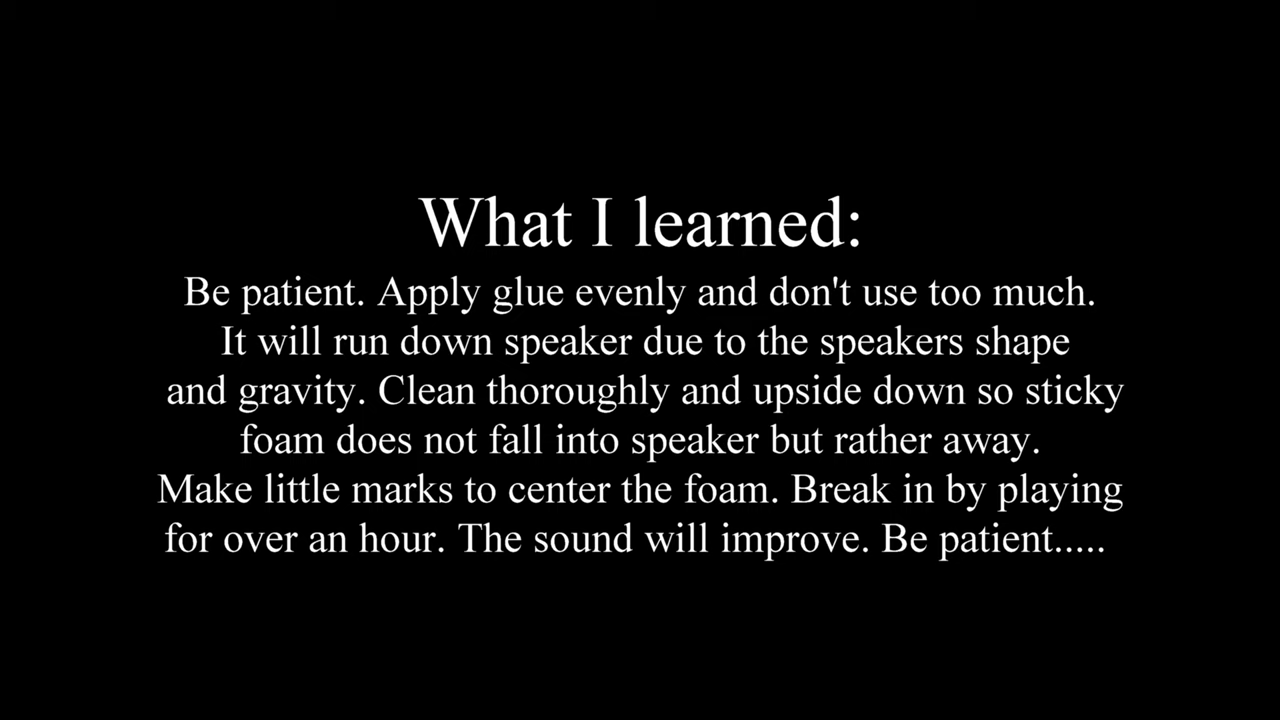 What I learned:
Be patient. Apply glue evenly and don't use too much.
It will run down speaker due to the speakers shape
and gravity. Clean thoroughly and upside down so sticky
foam does not fall into speaker but rather away.
Make little marks to center the foam. Break in by playing
for over an hour. The sound will improve. Be patient.....